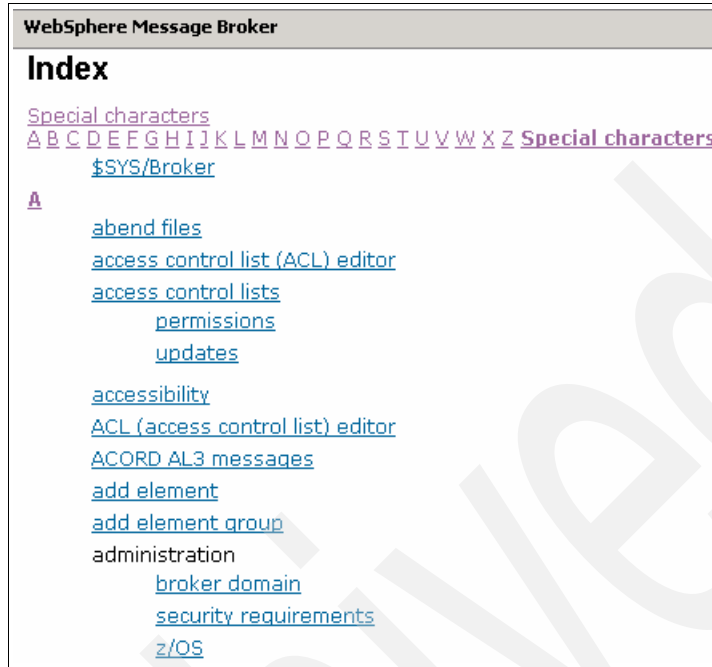 WebSphere Message Broker
Index
Special characters
A B C D E F G H I J K L M N O P Q R S T U V W X Z Special characters
$SYS/Broker
A
abend files
access control list (ACL) editor
access control lists
permissions
updates
accessibility
ACL (access control list) editor
ACORD AL3 messages
add element
add element group
administration
broker domain
security requirements
z/OS